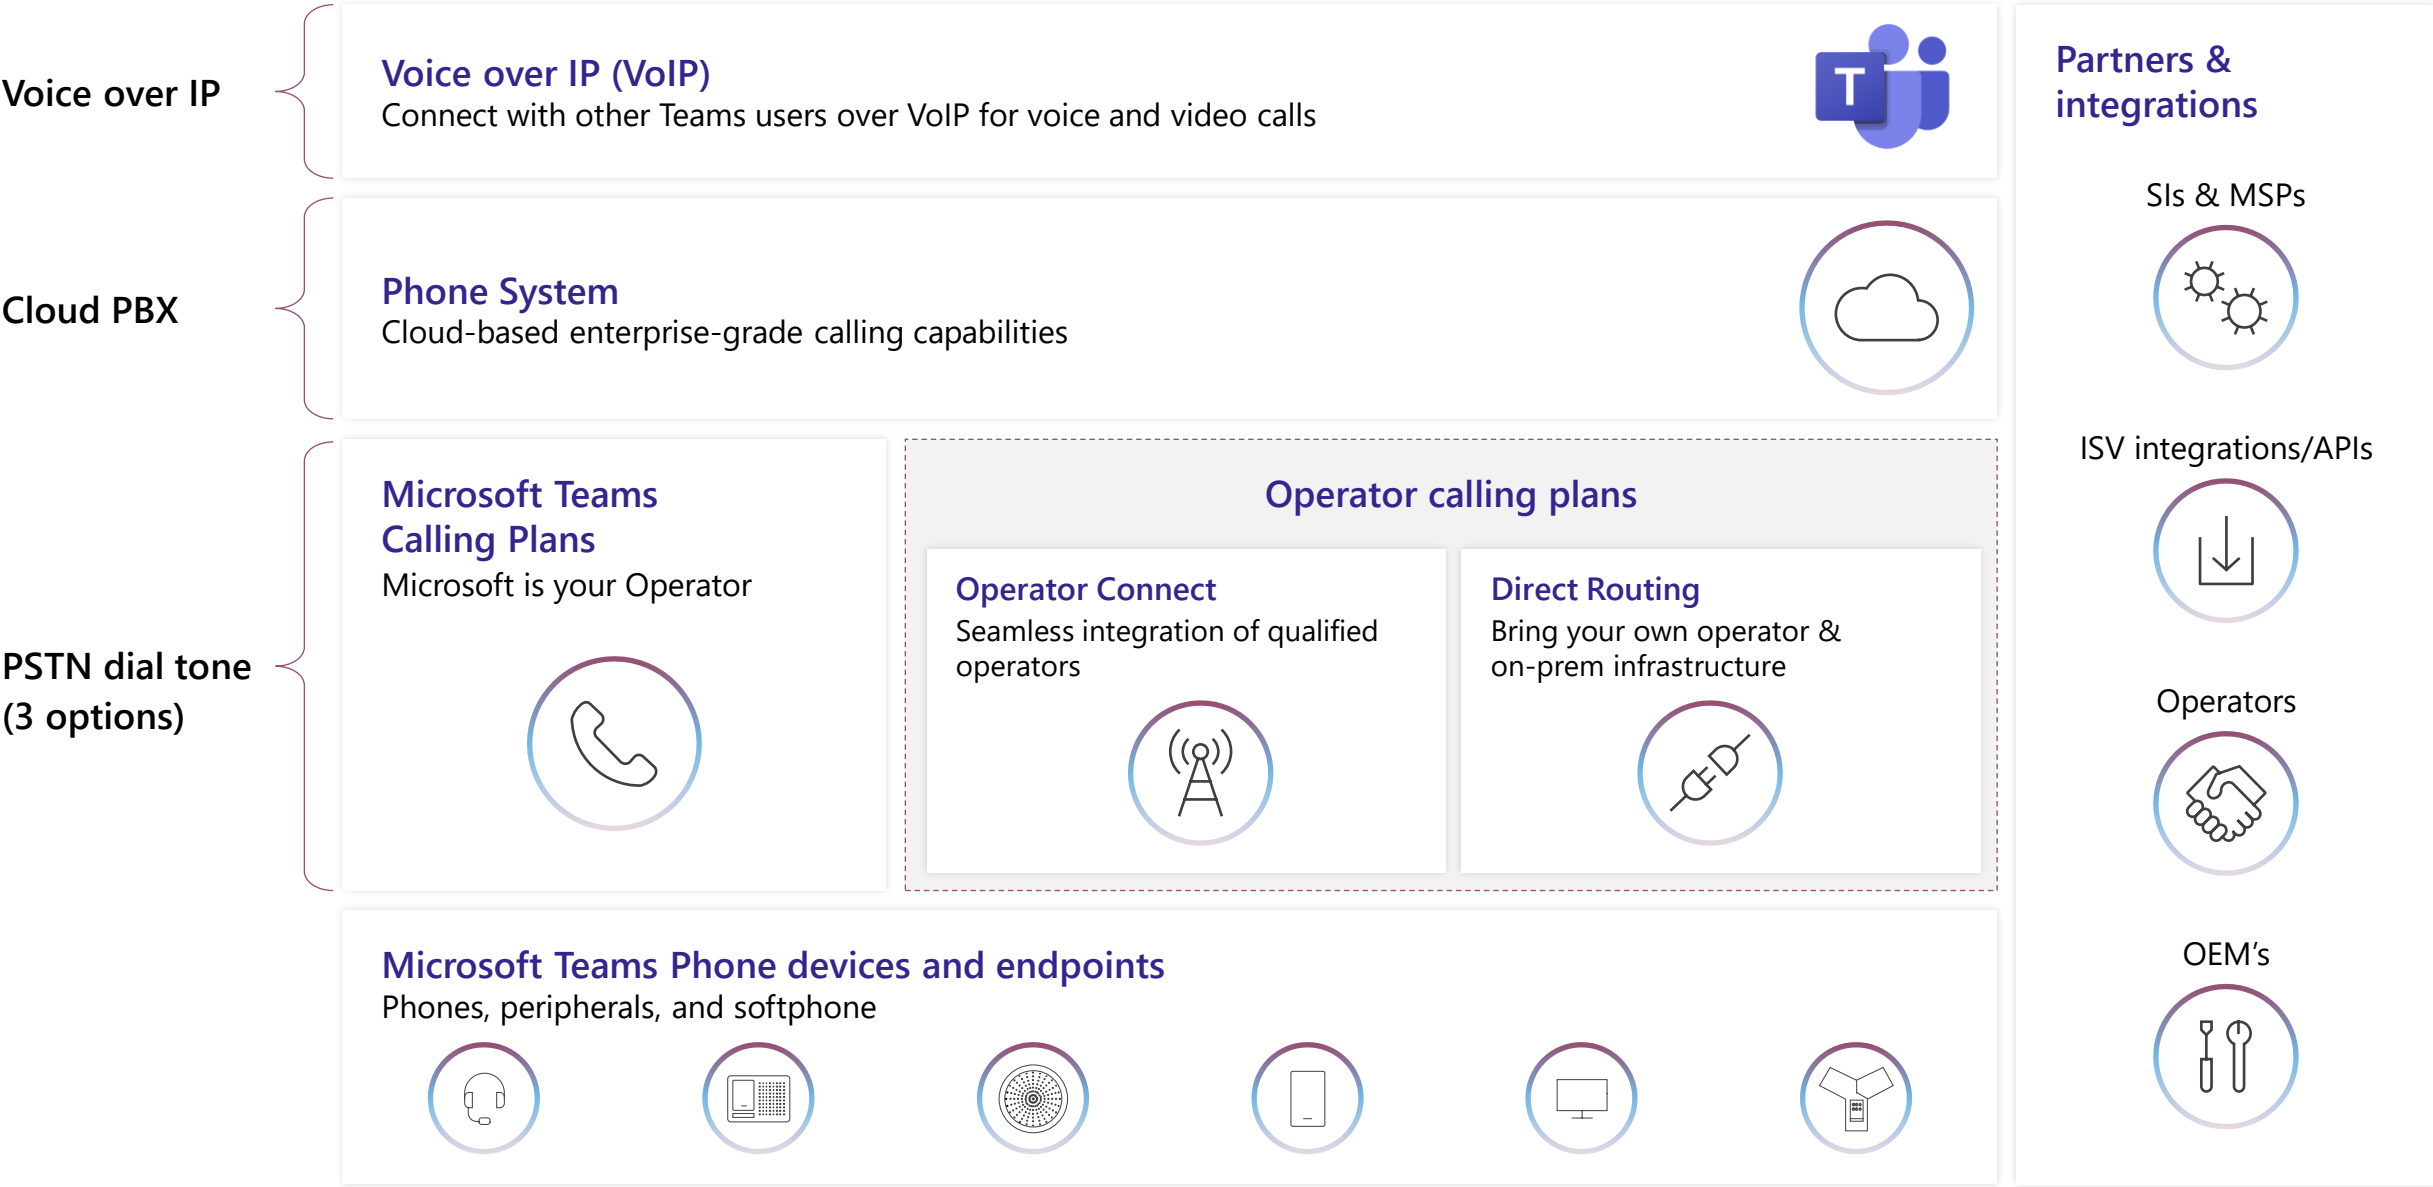 Voice over IP
Voice over IP (VoIP)
Connect with other Teams users over VoIP for voice and video calls
T
Cloud PBX
Phone System
Cloud-based enterprise-grade calling capabilities
PSTN dial tone
(3 options)
Microsoft Teams
Calling Plans
Microsoft is your Operator
Operator calling plans
Operator Connect
Seamless integration of qualified
operators
Direct Routing
Bring your own operator &
on-prem infrastructure
Microsoft Teams Phone devices and endpoints
Phones, peripherals, and softphone
Partners &
integrations
SIs & MSPs
ISV integrations/APIs
Operators
OEM’s